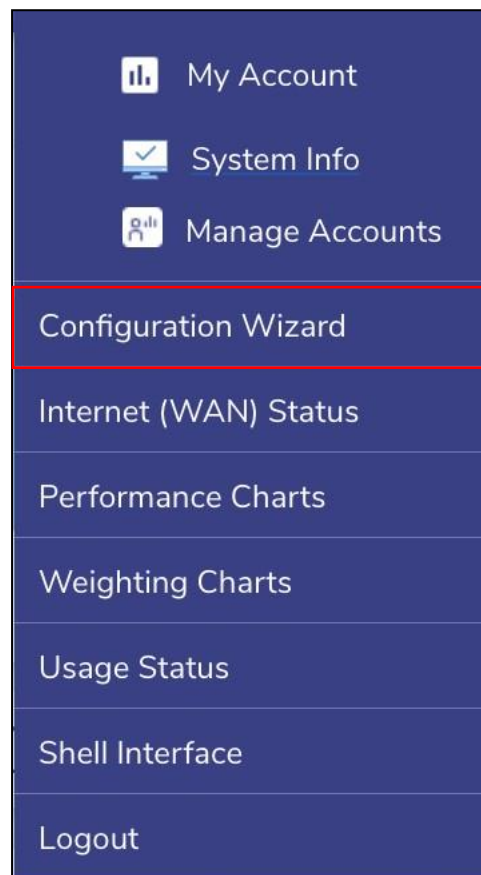 My Account
System Info
Manage Accounts
Configuration Wizard
Internet (WAN) Status
Performance Charts
Weighting Charts
Usage Status
Shell Interface
Logout